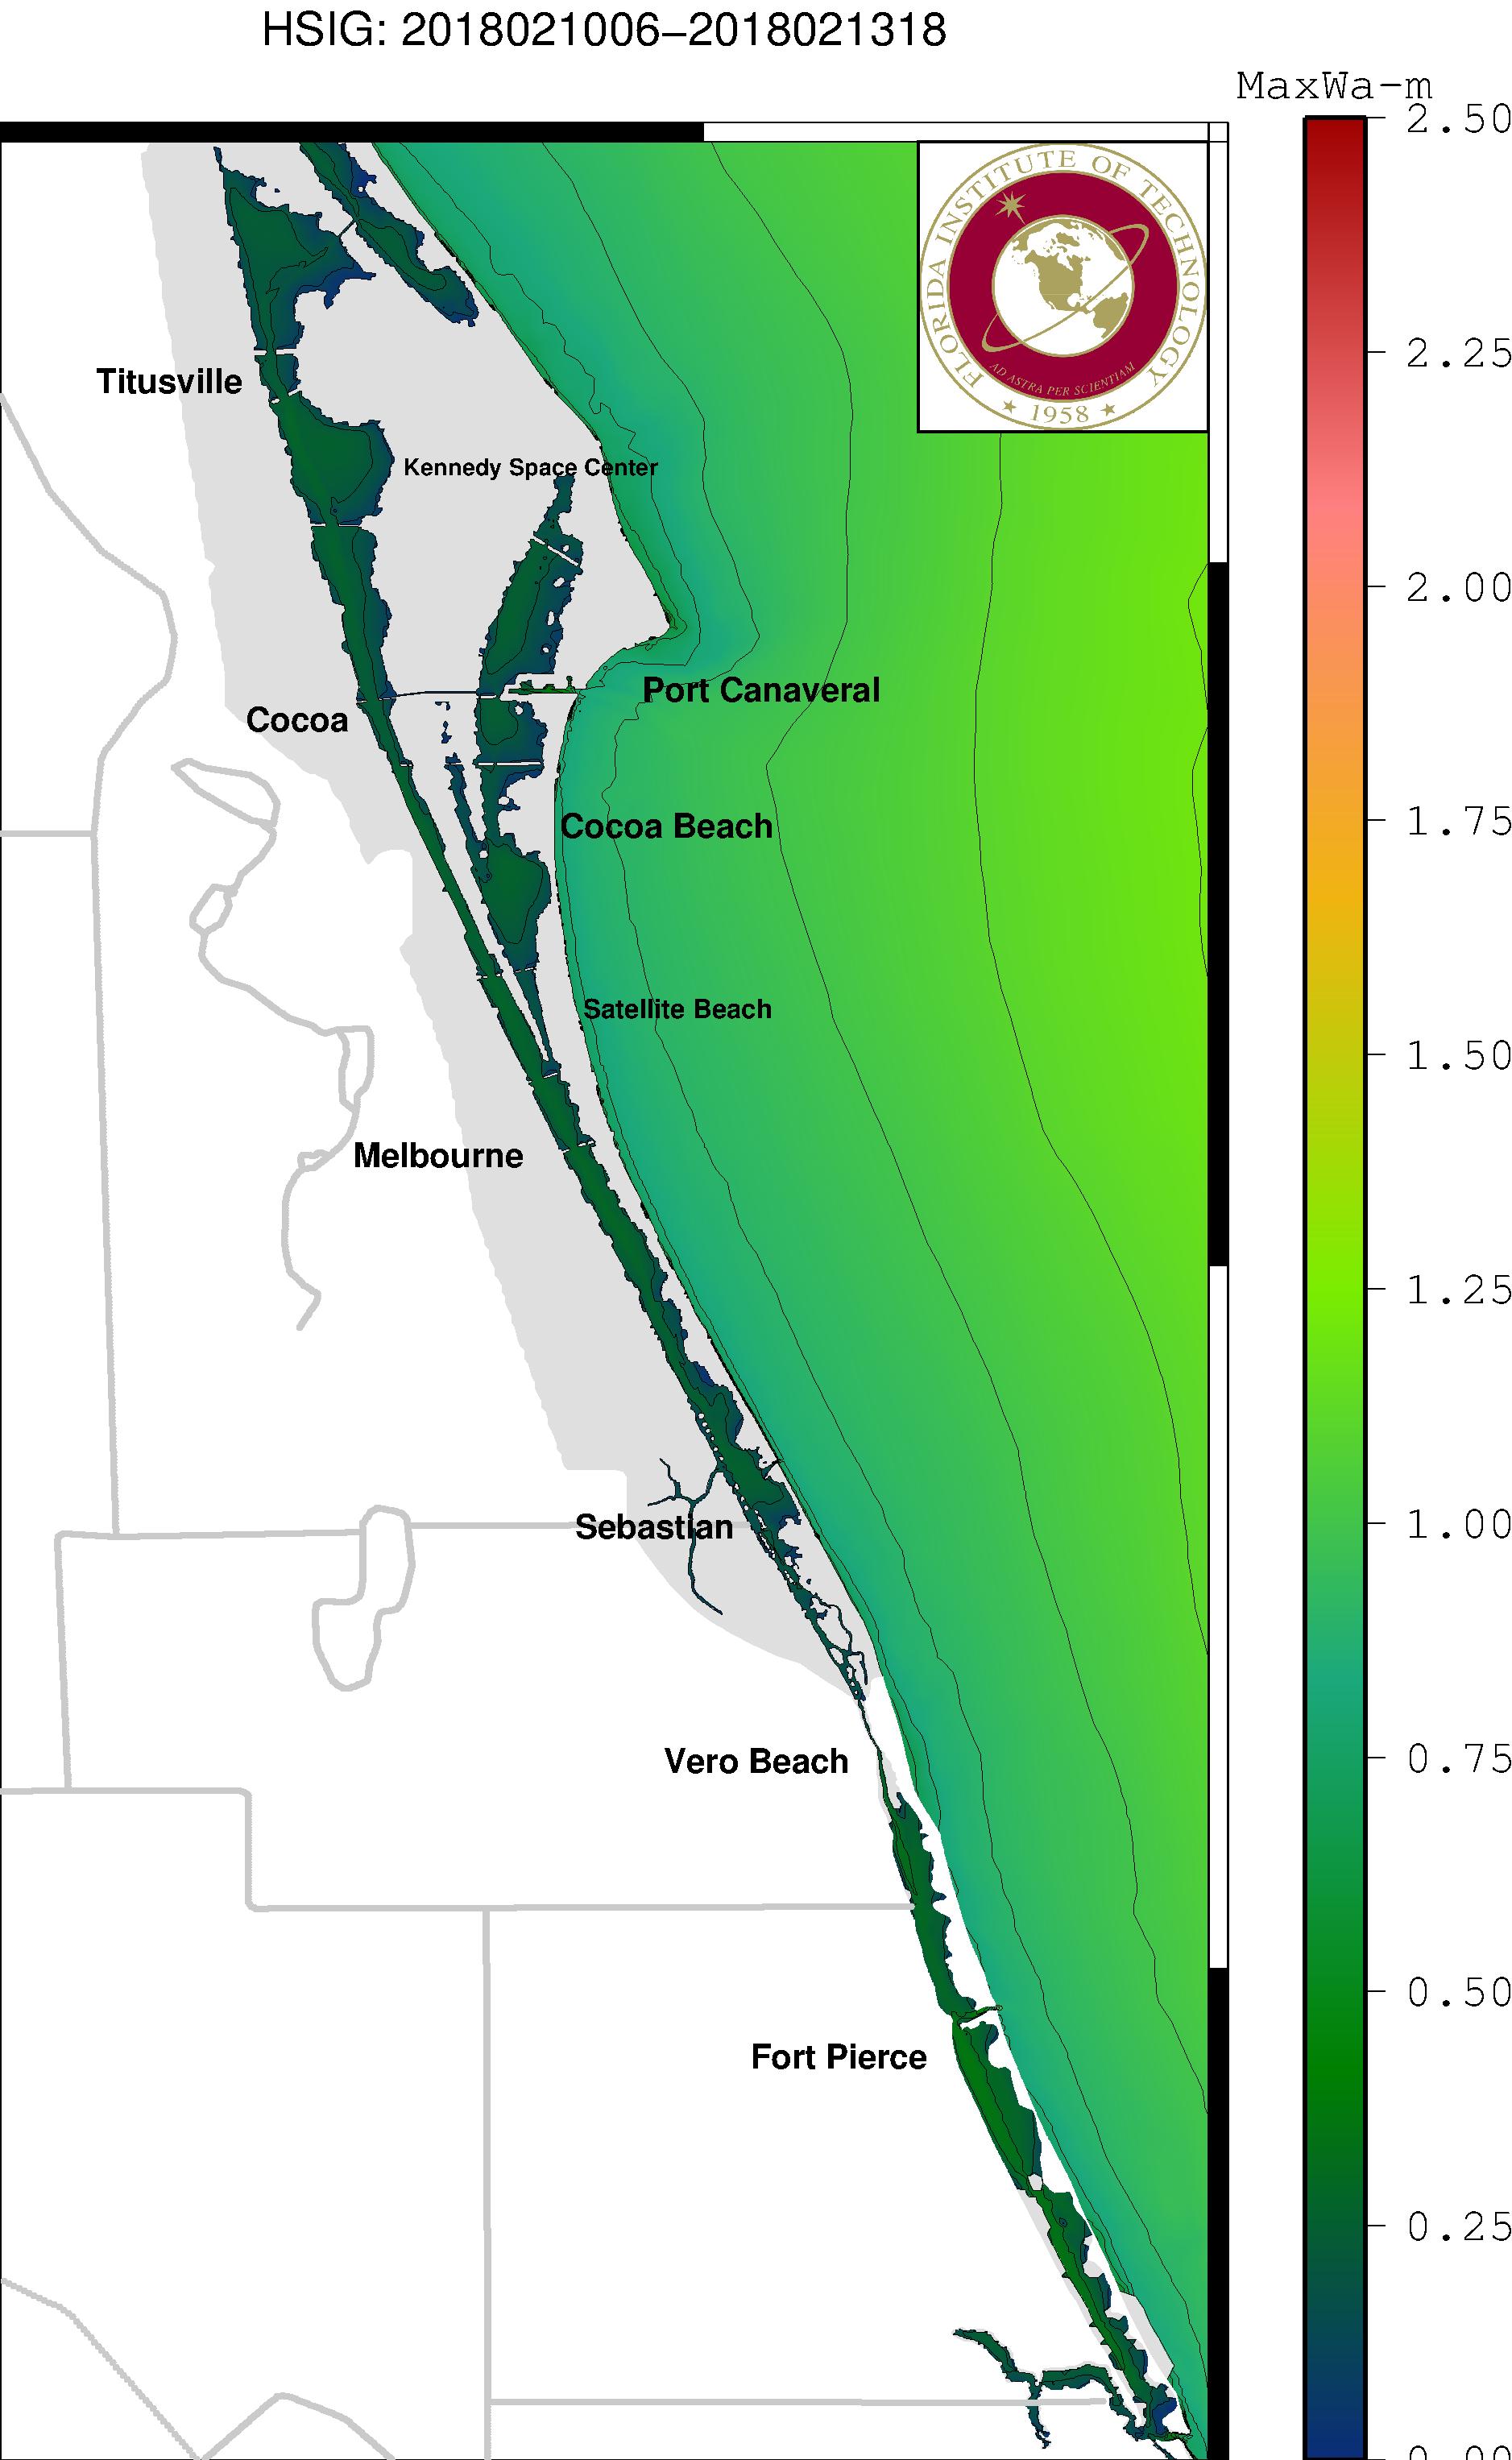 HSIG: 2018021006−2018021318
MaxWa-m
2.50
FLORIDA INSTITUTE OF TECHNOLOGY
AD ASTRA PER SCIENTIAM
1958
2.25
Titusville
Kennedy Space Center
2.00
Port Canaveral
Cocoa
1.75
Cocoa Beach
Satellite Beach
1.50
Melbourne
1.25
1.00
Sebastian
0.75
Vero Beach
0.50
Fort Pierce
0.25
0.00